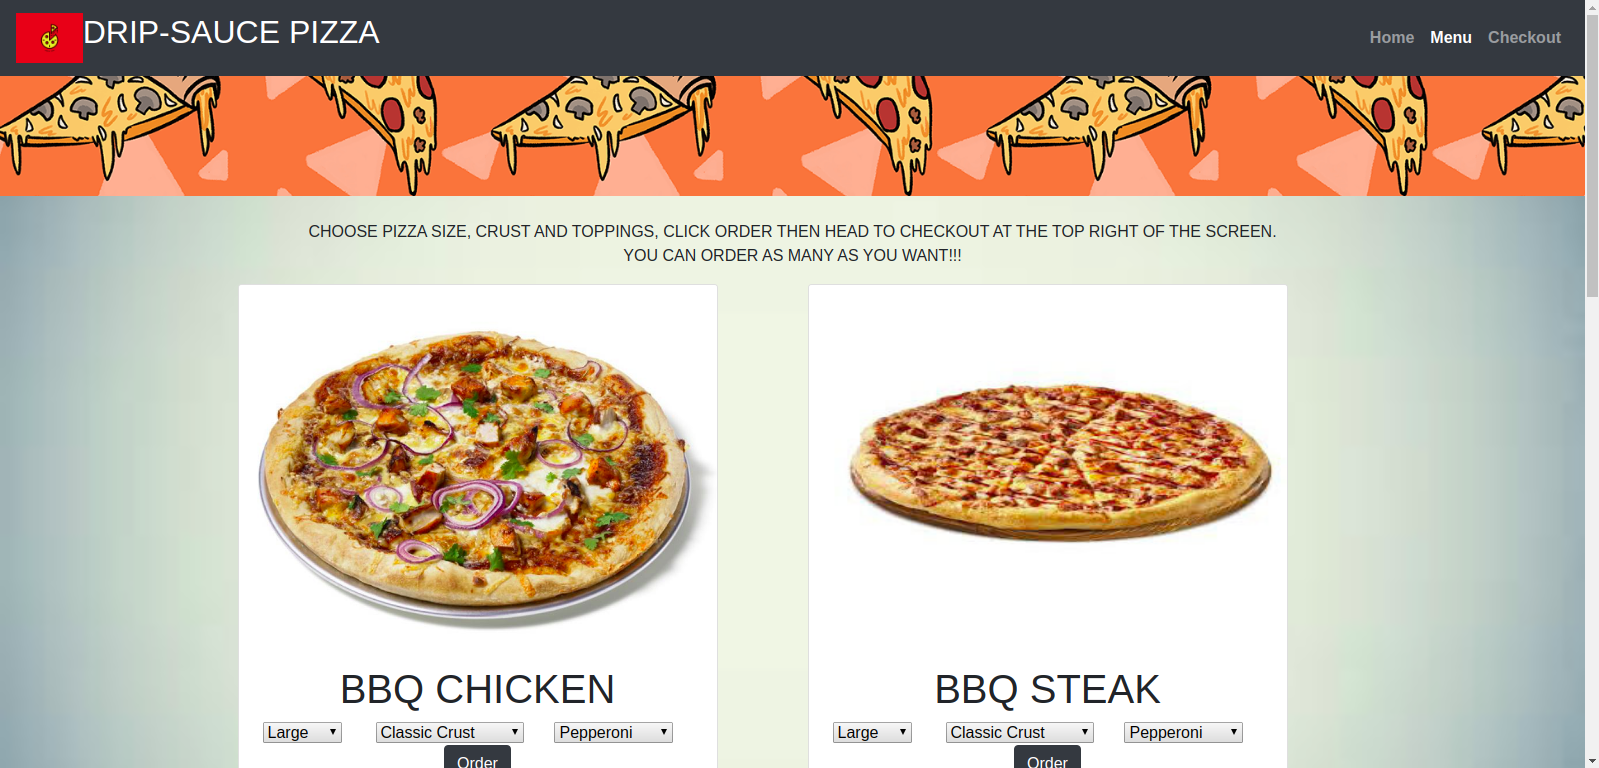 DRIP-SAUCE PIZZA
Home Menu Checkout
CHOOSE PIZZA SIZE, CRUST AND TOPPINGS, CLICK ORDER THEN HEAD TO CHECKOUT AT THE TOP RIGHT OF THE SCREEN.
YOU CAN ORDER AS MANY AS YOU WANT!!!
BBQ CHICKEN
Large Classic Crust Pepperoni
Order
BBQ STEAK
Large Classic Crust Pepperoni
Order